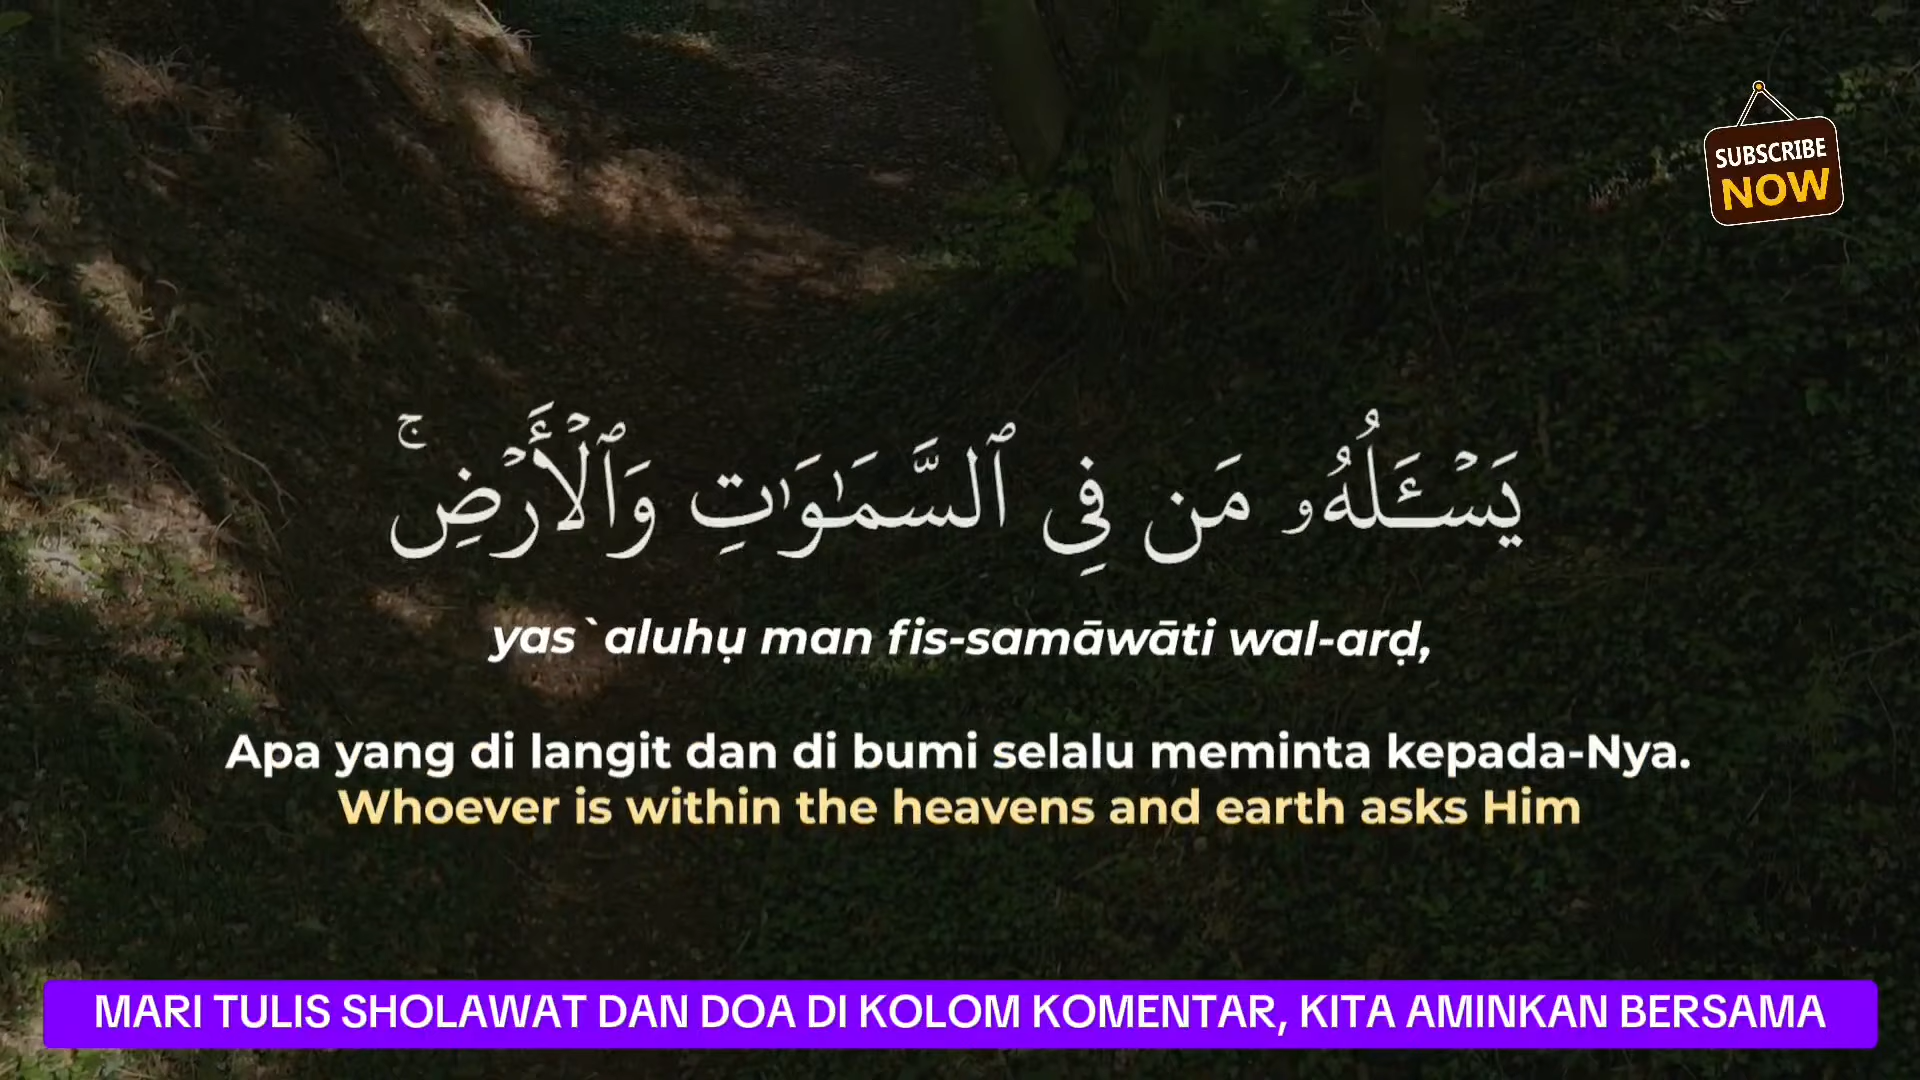 SUBSCRIBE
NOW
يَسْـَٔلُهُۥ مَن فِى ٱلسَّمَـٰوَٰتِ وَٱلْأَرْضِ ۚ
yas`aluhụ man fis-samāwāti wal-arḍ,
Apa yang di langit dan di bumi selalu meminta kepada-Nya.
Whoever is within the heavens and earth asks Him
MARI TULIS SHOLAWAT DAN DOA DI KOLOM KOMENTAR, KITA AMINKAN BERSAMA